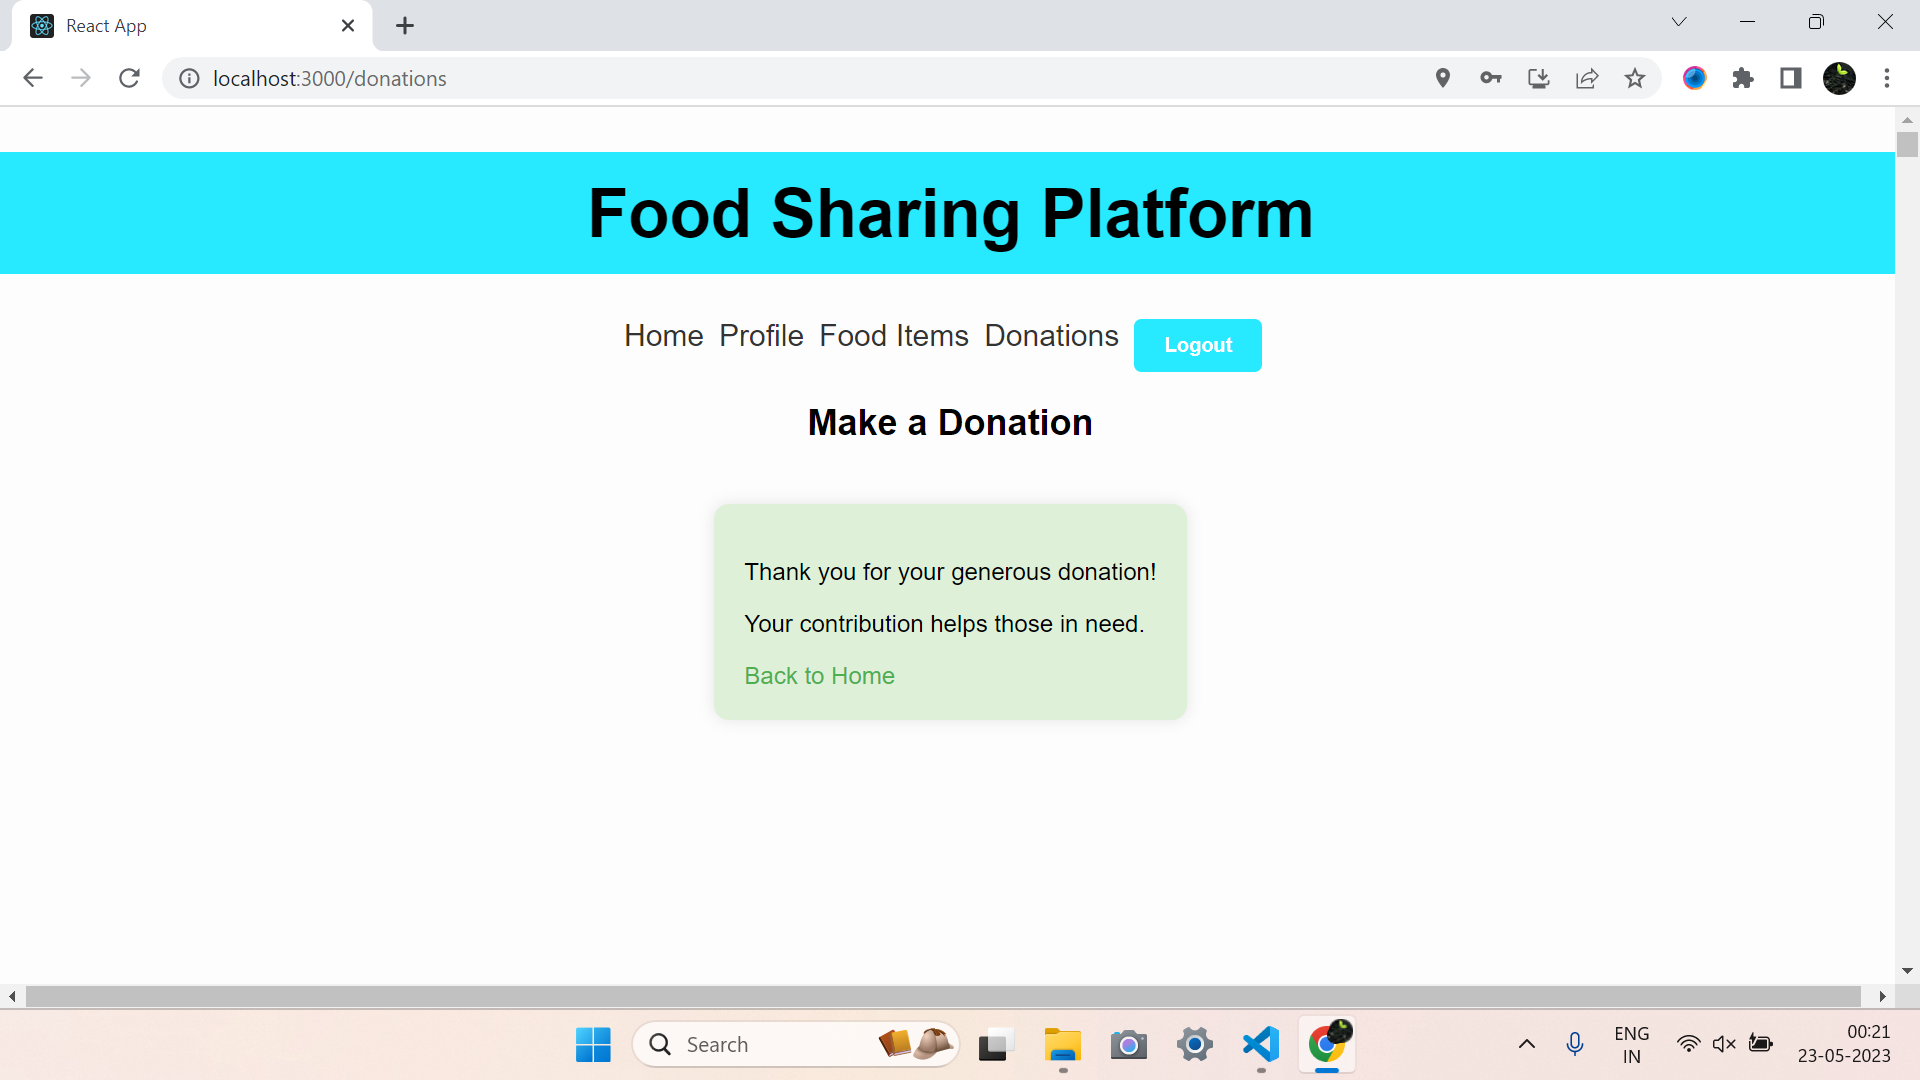 React App
localhost:3000/donations
Food Sharing Platform
Home Profile Food Items Donations Logout
Make a Donation
Thank you for your generous donation!
Your contribution helps those in need.
Back to Home
Search
ENG
IN
00:21
23-05-2023